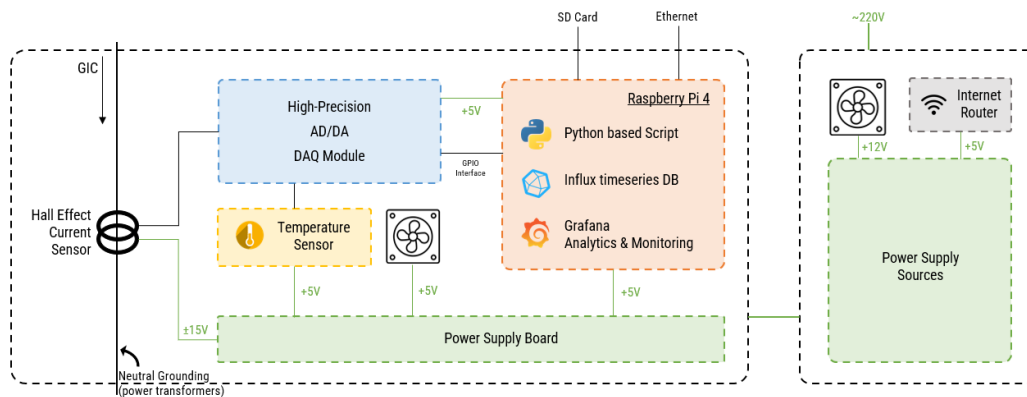 SD Card
Ethernet
~220V
GIC
High-Precision
AD/DA
DAQ Module
+5V
GPIO
Interface
Raspberry Pi 4
Python based Script
Influx timeseries DB
Grafana
Analytics & Monitoring
Internet
Router
+12V
+5V
Hall Effect
Current
Sensor
Temperature
Sensor
Power Supply
Sources
+5V
+5V
+5V
±15V
Power Supply Board
Neutral Grounding
(power transformers)